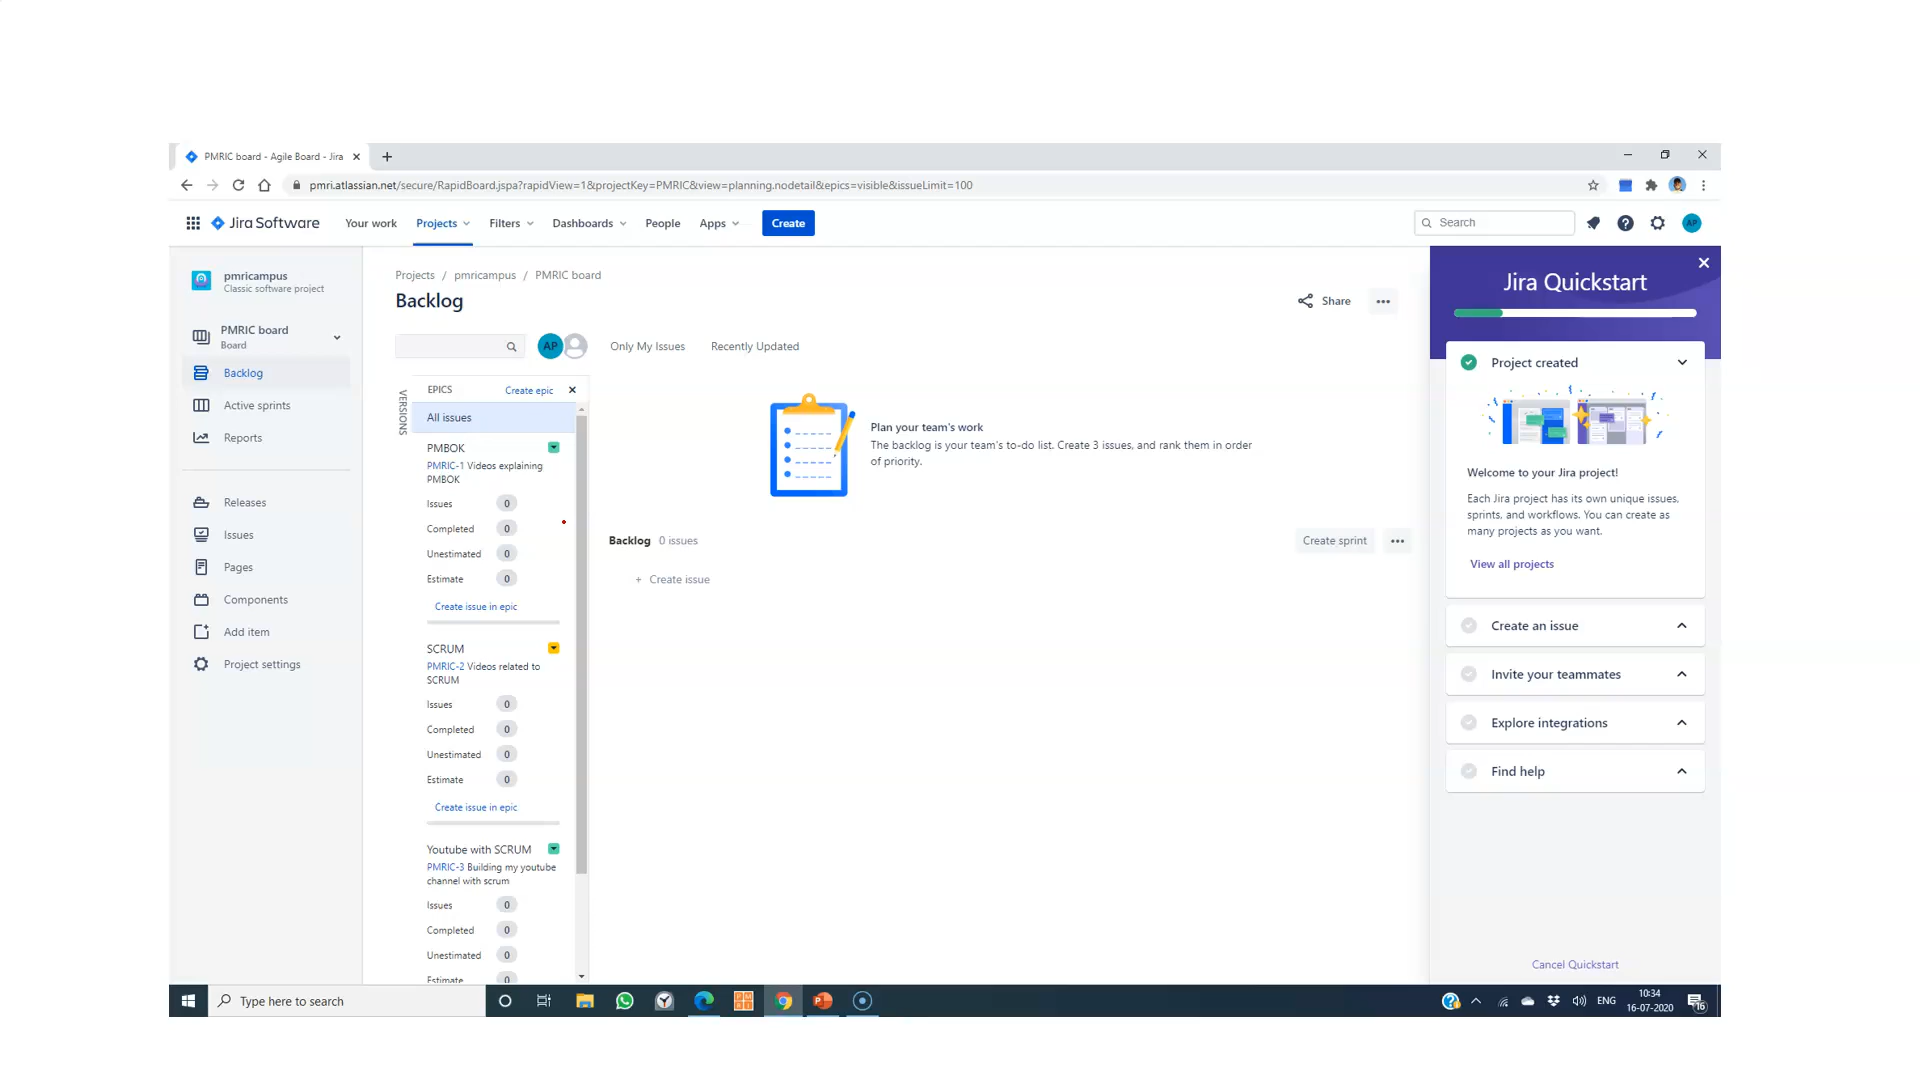 PMRIC board - Agile Board - Jira
pmri.atlassian.net/secure/RapidBoard.jspa?rapidView=1&projectKey=PMRIC&view=planning.nodetail&epics=visible&issueLimit=100
Jira Software Your work Projects Filters Dashboards People Apps Create Search AP
pmricampus
Classic software project
PMRIC board
Board
Backlog
Active sprints
Reports
Releases
Issues
Pages
Components
Add item
Project settings
Projects / pmricampus / PMRIC board
Backlog
Share
AP Only My Issues Recently Updated
VERSIONS
EPICS Create epic
All issues
PMBOK
PMRIC-1 Videos explaining
PMBOK
Issues 0
Completed 0
Unestimated 0
Estimate 0
Create issue in epic
SCRUM
PMRIC-2 Videos related to
SCRUM
Issues 0
Completed 0
Unestimated 0
Estimate 0
Create issue in epic
Youtube with SCRUM
PMRIC-3 Building my youtube
channel with scrum
Issues 0
Completed 0
Unestimated 0
Estimate 0
Plan your team's work
The backlog is your team's to-do list. Create 3 issues, and rank them in order
of priority.
Backlog 0 issues
Create sprint
+ Create issue
Jira Quickstart
Project created
Welcome to your Jira project!
Each Jira project has its own unique issues,
sprints, and workflows. You can create as
many projects as you want.
View all projects
Create an issue
Invite your teammates
Explore integrations
Find help
Cancel Quickstart
Type here to search
ENG
10:34
16-07-2020
16